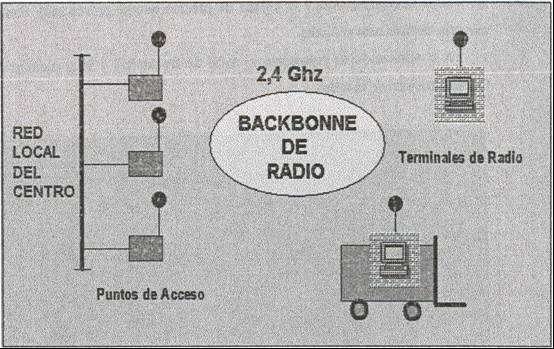 2,4 Ghz
RED
LOCAL
DEL
CENTRO
BACKBONNE
DE
RADIO
Terminales de Radio
Puntos de Acceso